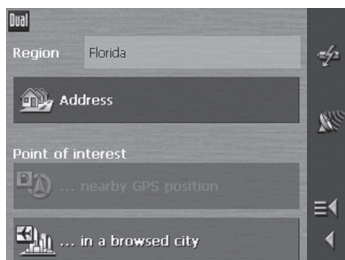 Dual
Region Florida
Address
Point of interest
... nearby GPS position
... in a browsed city